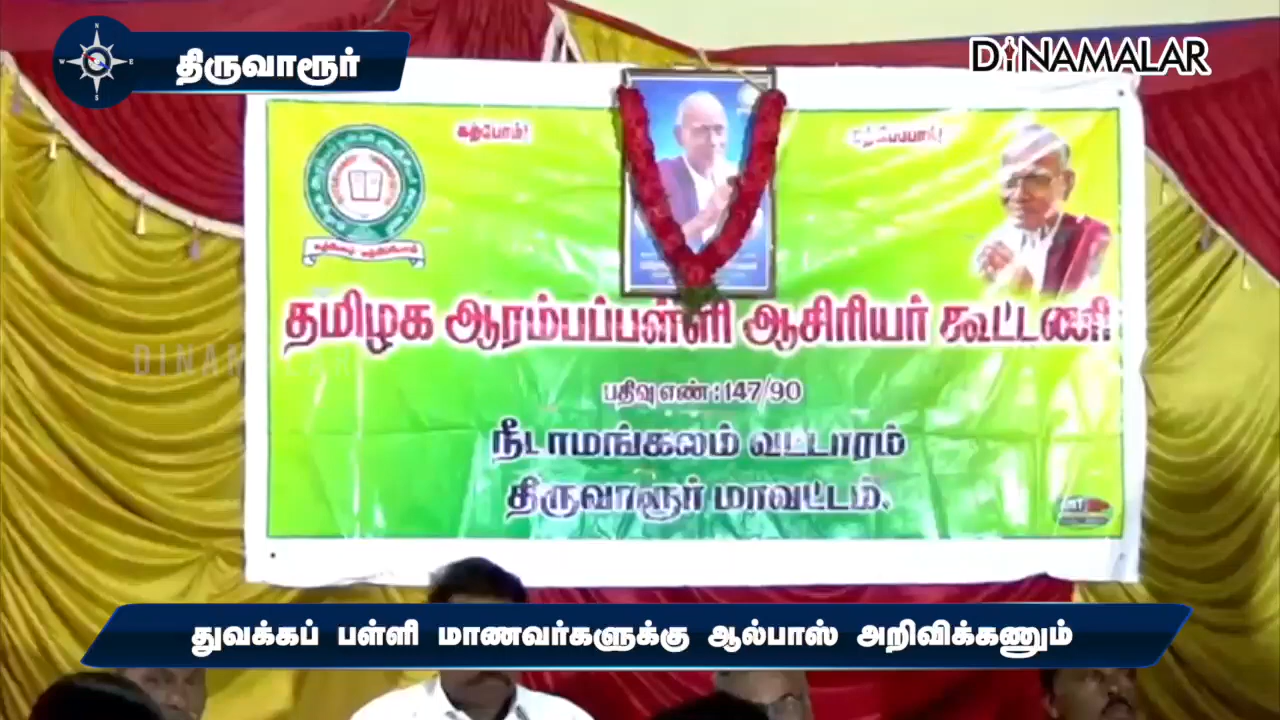 திருவாரூர்
DINAMALAR
கற்போம்!
தமிழக ஆரம்பப்பள்ளி ஆசிரியர் கூட்டணி
DINAMALAR
பதிவு எண் : 147/90
நீடாமங்கலம் வட்டாரம்
திருவாரூர் மாவட்டம்.
துவக்கப் பள்ளி மாணவர்களுக்கு ஆல்பாஸ் அறிவிக்கணும்